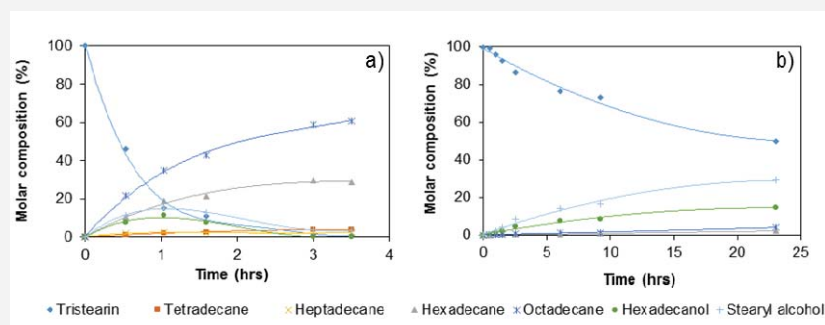 a)
100
80
60
40
20
0
Molar composition (%)
0 1 2 3 4
Time (hrs)
b)
100
80
60
40
20
0
Molar composition (%)
0 5 10 15 20 25
Time (hrs)
Tristearin Tetradecane Heptadecane Hexadecane Octadecane Hexadecanol Stearyl alcohol